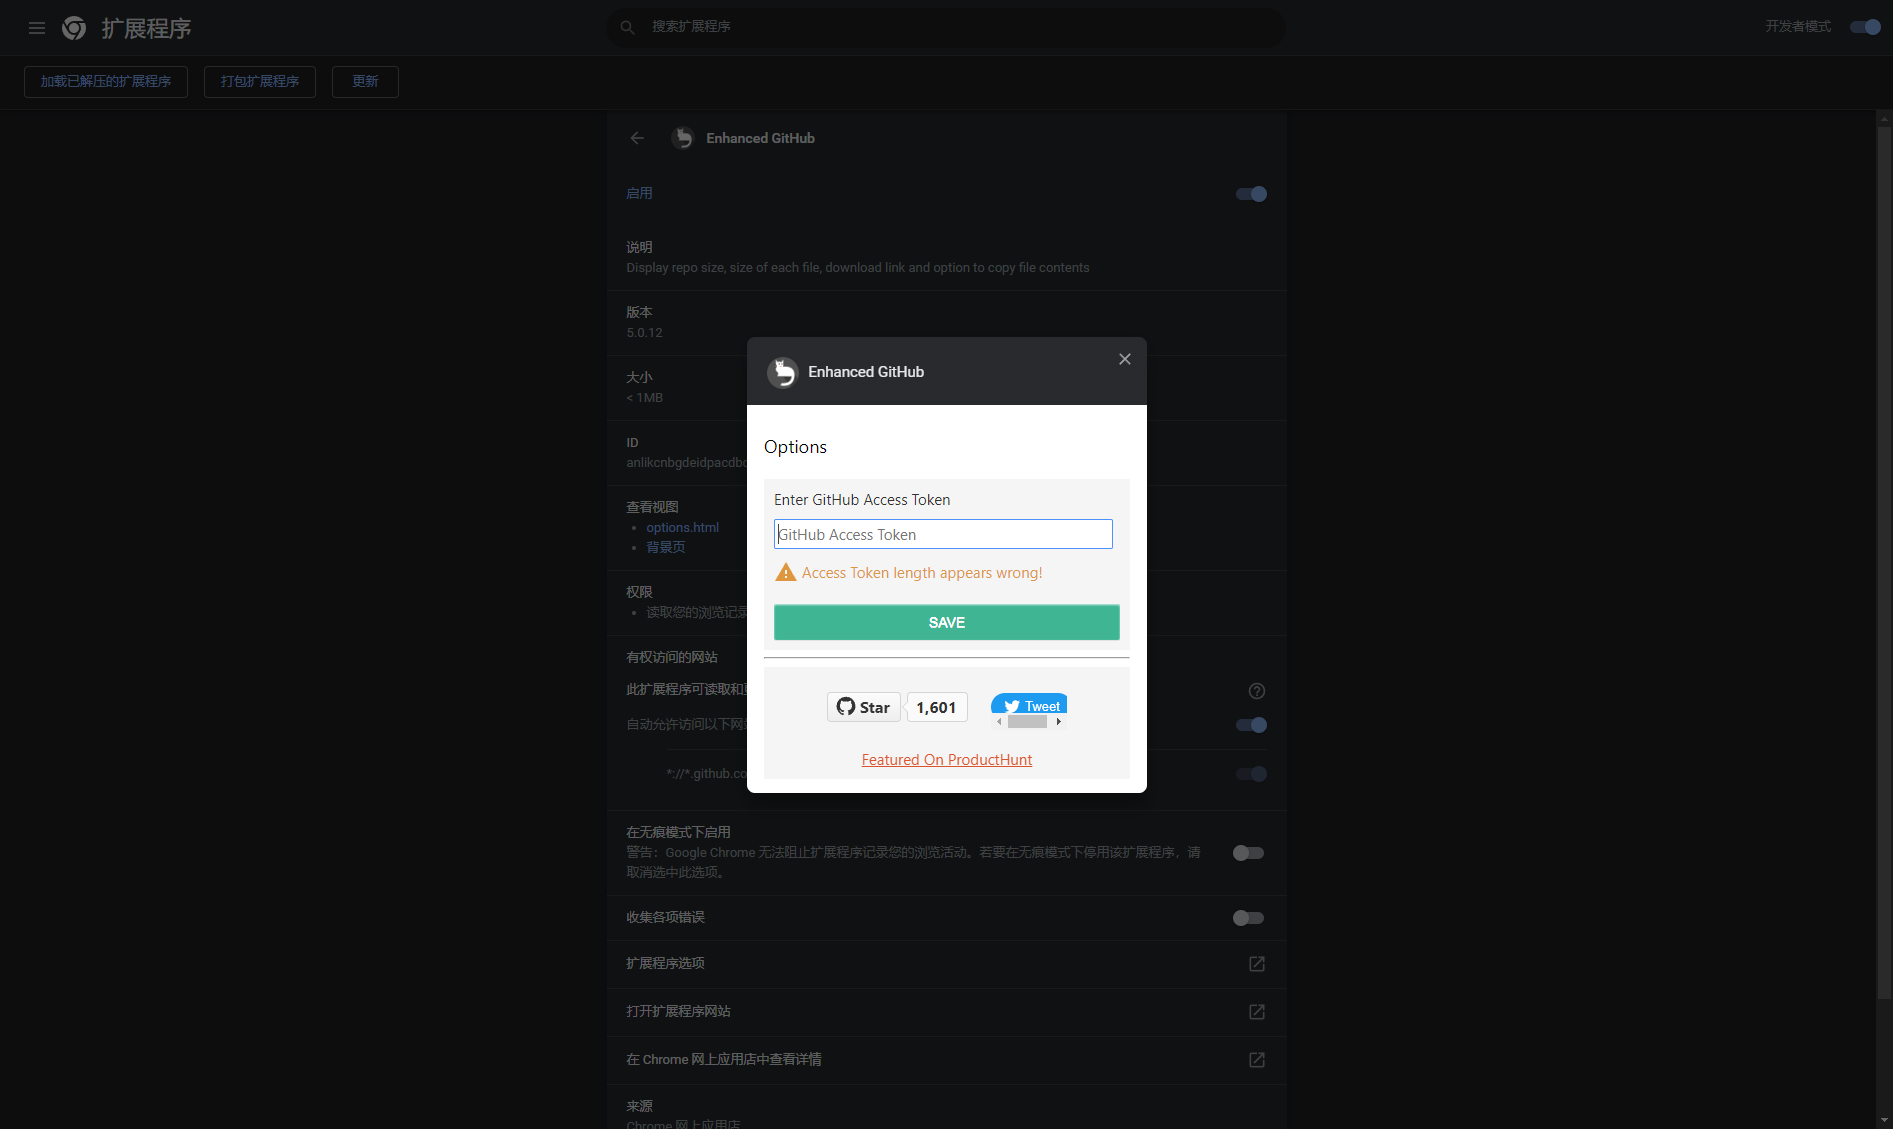 扩展程序
搜索扩展程序
开发者模式
加载已解压的扩展程序
打包扩展程序
更新
Enhanced GitHub
启用
说明
Display repo size, size of each file, download link and option to copy file contents
版本
5.0.12
大小
< 1MB
ID
anlikcnbgdeidpacdbc
查看视图
options.html
背景页
权限
读取您的浏览记录
有权访问的网站
此扩展程序可读取和
自动允许访问以下网
*://*.github.co
Enhanced GitHub
Options
Enter GitHub Access Token
GitHub Access Token
Access Token length appears wrong!
SAVE
Star
1,601
Tweet
Featured On ProductHunt
在无痕模式下启用
警告：Google Chrome 无法阻止扩展程序记录您的浏览活动。若要在无痕模式下停用该扩展程序，请
取消选中此选项。
收集各项错误
扩展程序选项
打开扩展程序网站
在 Chrome 网上应用店中查看详情
来源
Chrome 网上应用店